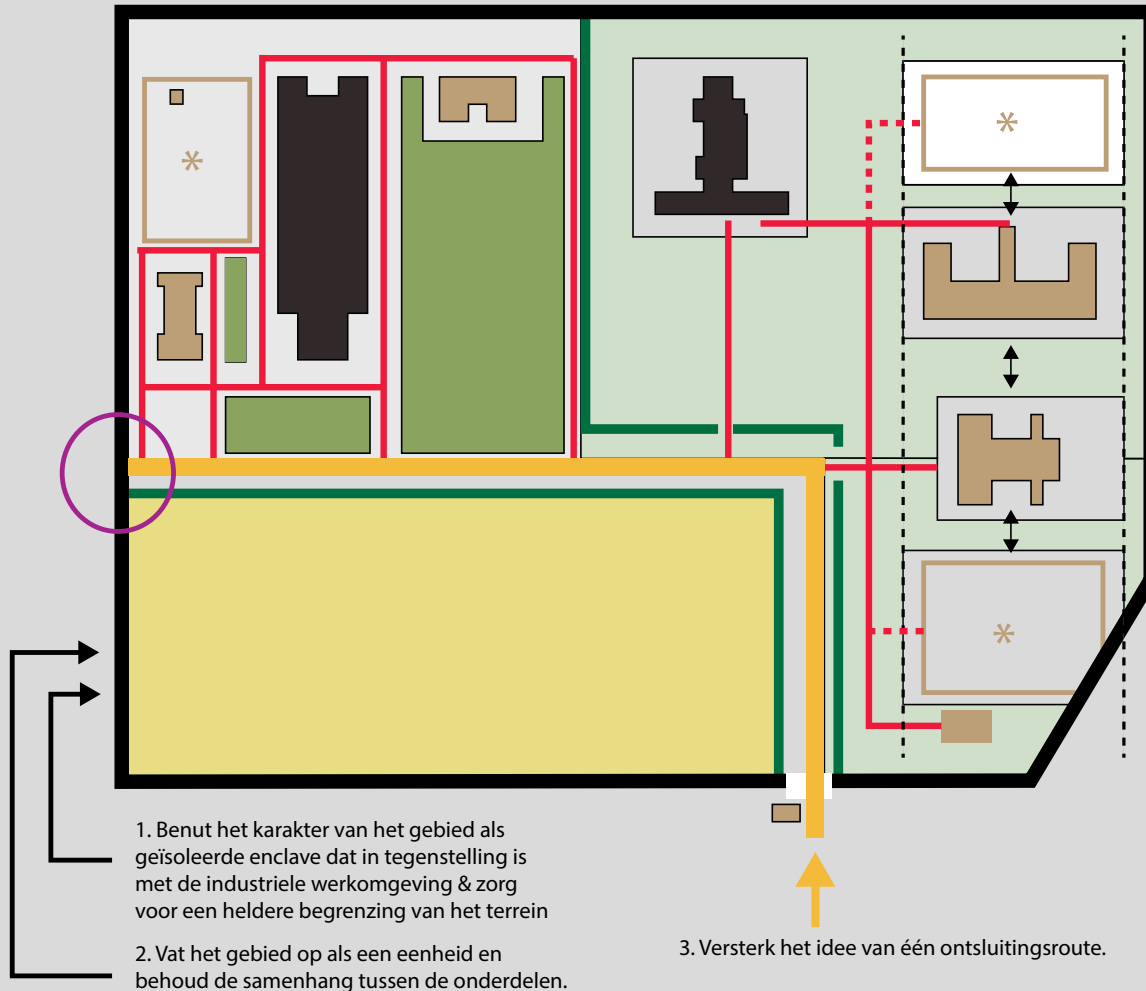 1. Benut het karakter van het gebied als
geïsoleerde enclave dat in tegenstelling is
met de industriele werkomgeving & zorg
voor een heldere begrenzing van het terrein
2. Vat het gebied op als een eenheid en
behoud de samenhang tussen de onderdelen.
3. Versterk het idee van één ontsluitingsroute.